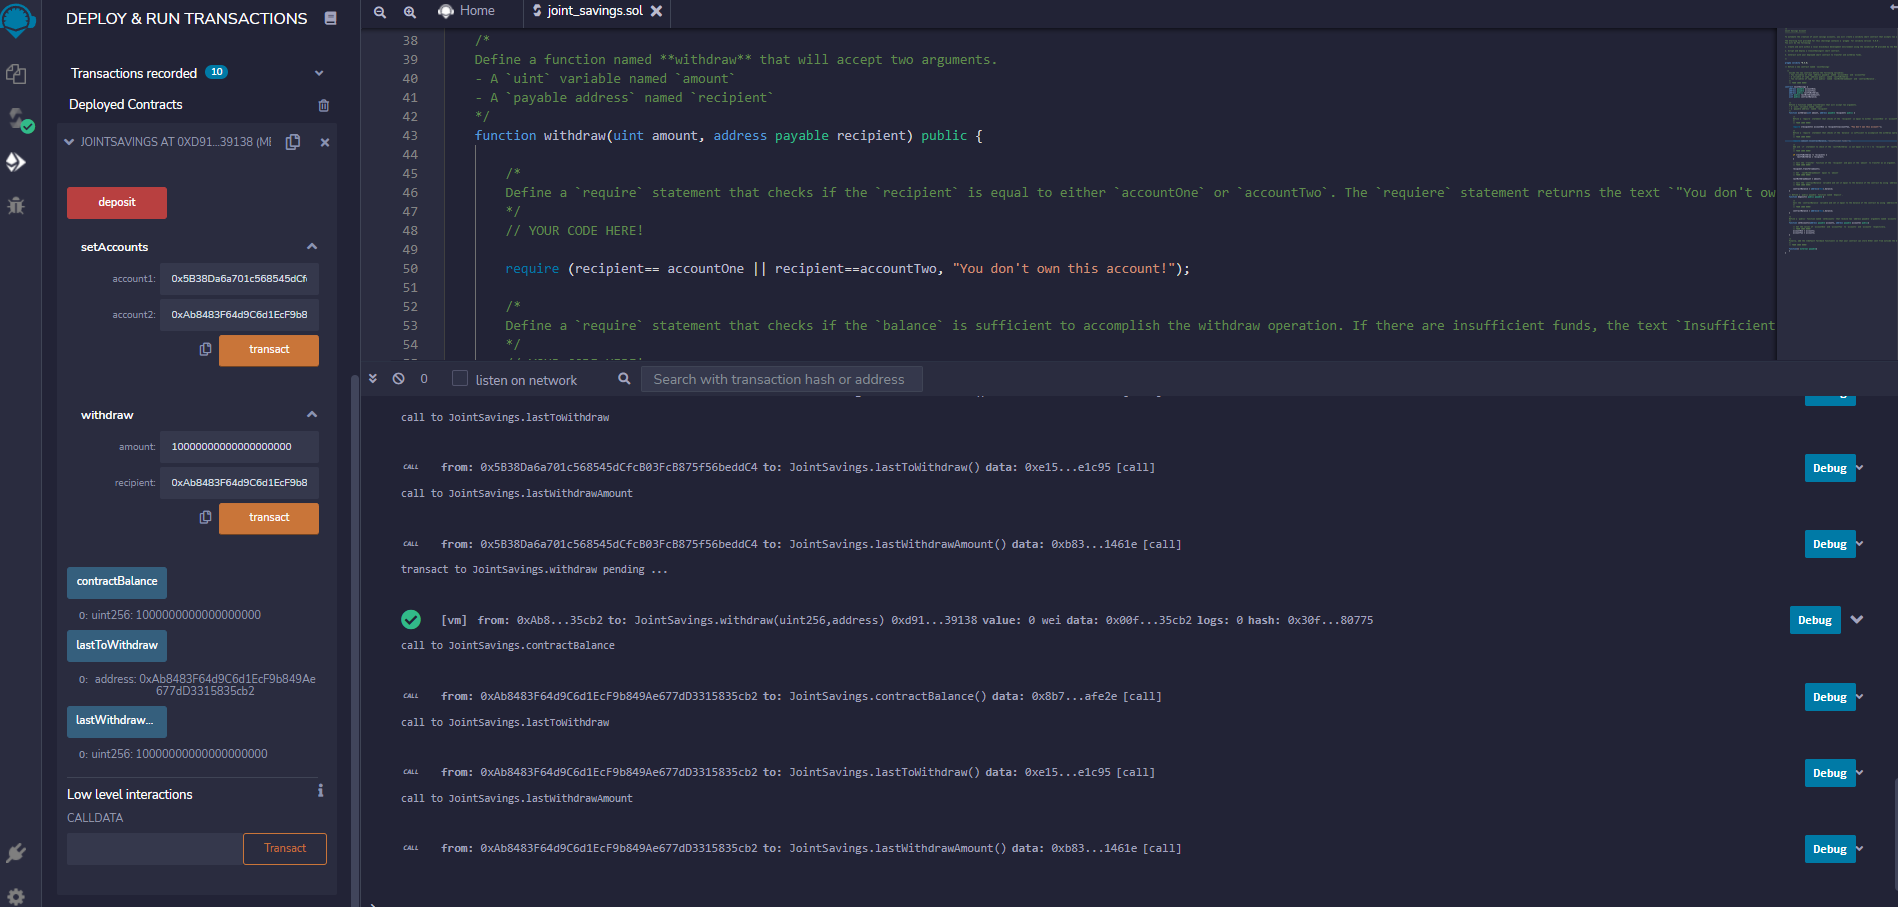 DEPLOY & RUN TRANSACTIONS
Transactions recorded 10
Deployed Contracts
JOINTSAVINGS AT 0XD91...39138
deposit
setAccounts
account1: 0x5B38Da6a701c568545dCf
account2: 0xAb8483F64d9C6d1EcF9b8
transact
withdraw
amount: 10000000000000000000
recipient: 0xAb8483F64d9C6d1EcF9b8
transact
contractBalance
0: uint256: 1000000000000000000
lastToWithdraw
0: address: 0xAb8483F64d9C6d1EcF9b849Ae
677dD3315835cb2
lastWithdraw...
0: uint256: 10000000000000000000
Low level interactions
CALLDATA
Transact
Home
joint_savings.sol
38 /*
39 Define a function named **withdraw** that will accept two arguments.
40 - A `uint` variable named `amount`
41 - A `payable address` named `recipient`
42 */
43 function withdraw(uint amount, address payable recipient) public {
44
45 /*
46 Define a `require` statement that checks if the `recipient` is equal to either `accountOne` or `accountTwo`. The `requiere` statement returns the text `"You don't ow
47 */
48 // YOUR CODE HERE!
49
50 require (recipient== accountOne || recipient==accountTwo, "You don't own this account!");
51
52 /*
53 Define a `require` statement that checks if the `balance` is sufficient to accomplish the withdraw operation. If there are insufficient funds, the text `Insufficient
54 */
0
listen on network
Search with transaction hash or address
call to JointSavings.lastToWithdraw
CALL from: 0x5B38Da6a701c568545dCfcB03FcB875f56beddC4 to: JointSavings.lastToWithdraw() data: 0xe15...e1c95 [call]
Debug
call to JointSavings.lastWithdrawAmount
CALL from: 0x5B38Da6a701c568545dCfcB03FcB875f56beddC4 to: JointSavings.lastWithdrawAmount() data: 0xb83...1461e [call]
Debug
transact to JointSavings.withdraw pending ...
[vm] from: 0xAb8...35cb2 to: JointSavings.withdraw(uint256,address) 0xd91...39138 value: 0 wei data: 0x00f...35cb2 logs: 0 hash: 0x30f...80775
Debug
call to JointSavings.contractBalance
CALL from: 0xAb8483F64d9C6d1EcF9b849Ae677dD3315835cb2 to: JointSavings.contractBalance() data: 0x8b7...afe2e [call]
Debug
call to JointSavings.lastToWithdraw
CALL from: 0xAb8483F64d9C6d1EcF9b849Ae677dD3315835cb2 to: JointSavings.lastToWithdraw() data: 0xe15...e1c95 [call]
Debug
call to JointSavings.lastWithdrawAmount
CALL from: 0xAb8483F64d9C6d1EcF9b849Ae677dD3315835cb2 to: JointSavings.lastWithdrawAmount() data: 0xb83...1461e [call]
Debug